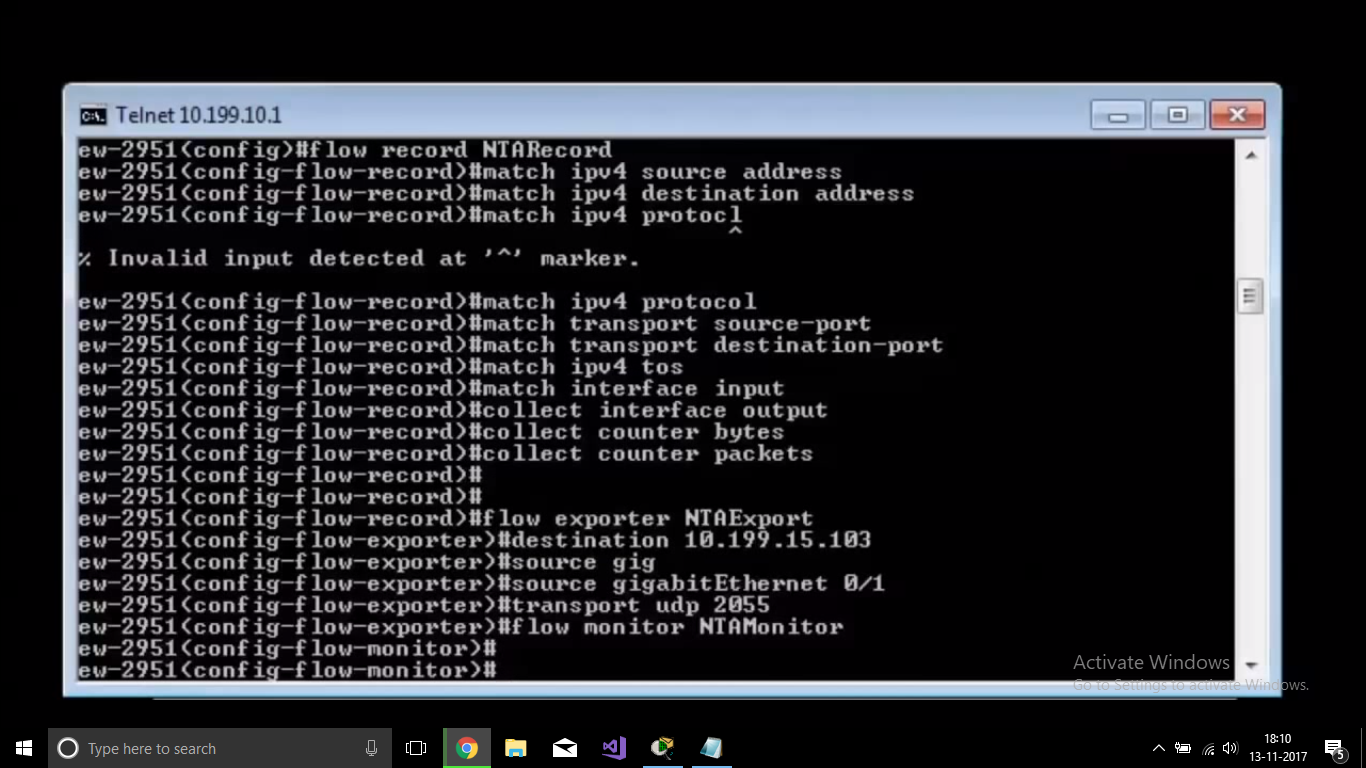 Telnet 10.199.10.1
ew-2951(config)#flow record NTARecord
ew-2951(config-flow-record)#match ipv4 source address
ew-2951(config-flow-record)#match ipv4 destination address
ew-2951(config-flow-record)#match ipv4 protocl
^
% Invalid input detected at '^' marker.
ew-2951(config-flow-record)#match ipv4 protocol
ew-2951(config-flow-record)#match transport source-port
ew-2951(config-flow-record)#match transport destination-port
ew-2951(config-flow-record)#match ipv4 tos
ew-2951(config-flow-record)#match interface input
ew-2951(config-flow-record)#collect interface output
ew-2951(config-flow-record)#collect counter bytes
ew-2951(config-flow-record)#collect counter packets
ew-2951(config-flow-record)#
ew-2951(config-flow-record)#
ew-2951(config-flow-record)#flow exporter NTAExport
ew-2951(config-flow-exporter)#destination 10.199.15.103
ew-2951(config-flow-exporter)#source gig
ew-2951(config-flow-exporter)#source gigabitEthernet 0/1
ew-2951(config-flow-exporter)#transport udp 2055
ew-2951(config-flow-exporter)#flow monitor NTAMonitor
ew-2951(config-flow-monitor)#
ew-2951(config-flow-monitor)#
Activate Windows
Go to Settings to activate Windows.
Type here to search
18:10
13-11-2017
5